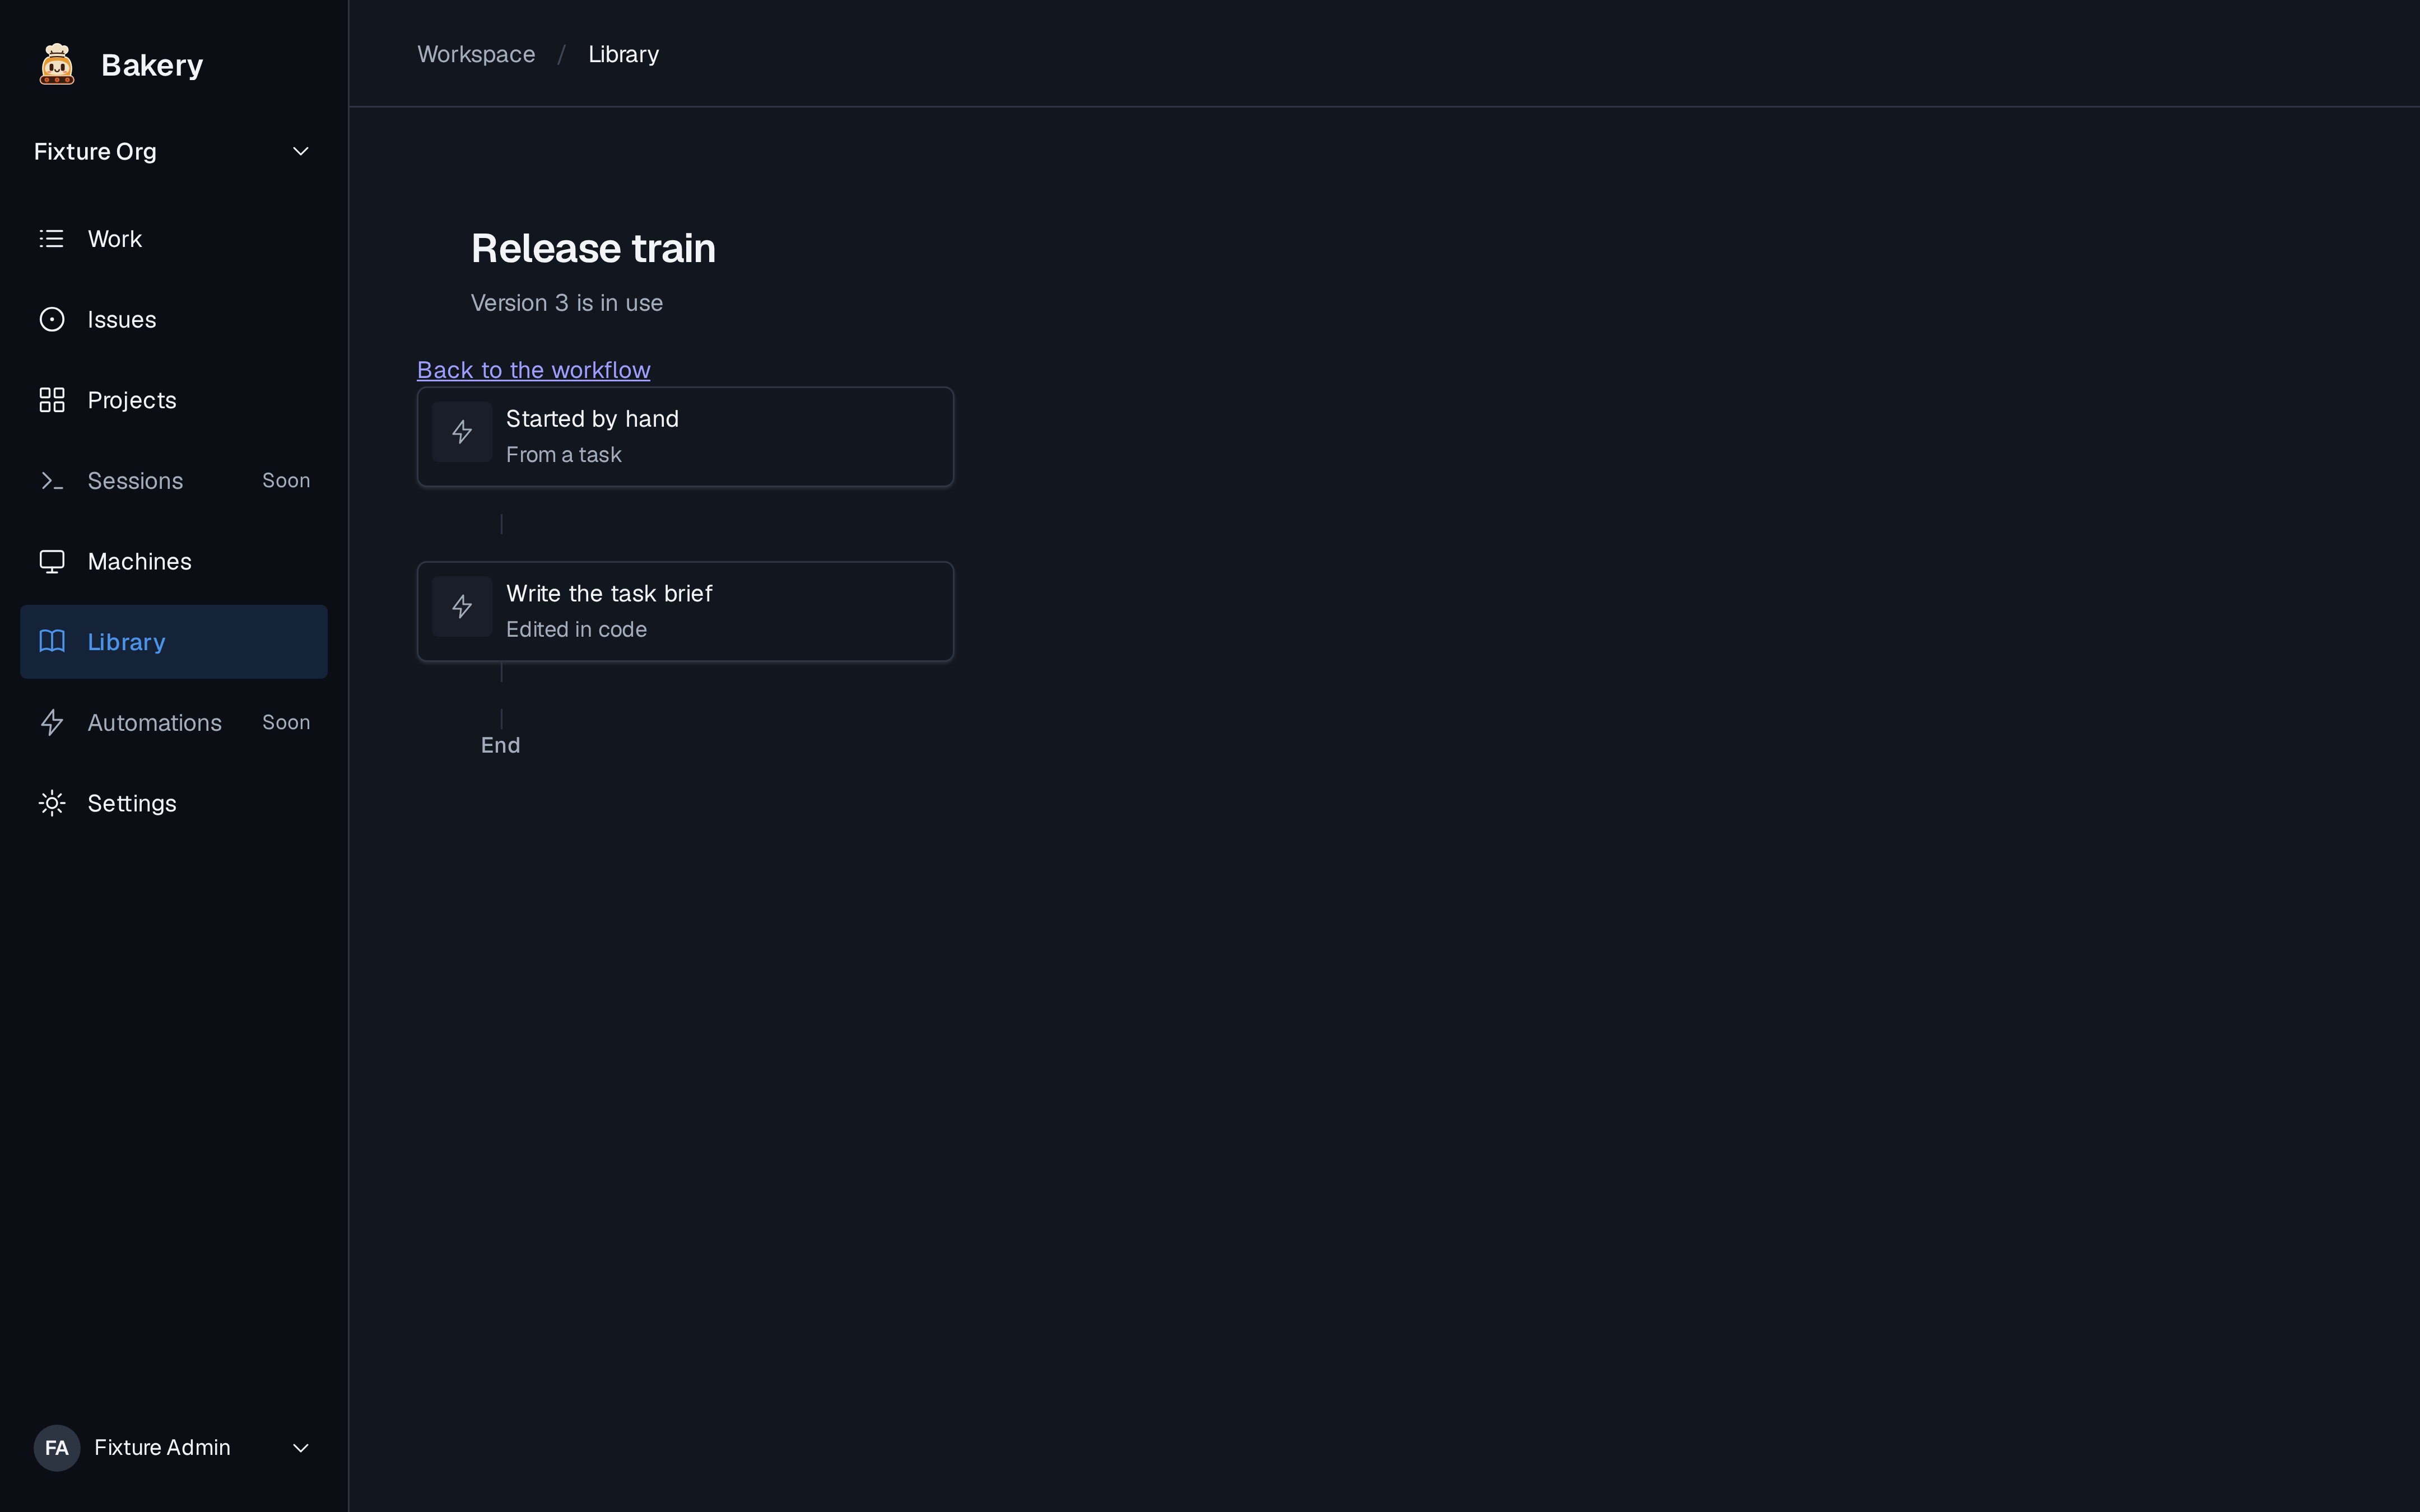 Bakery
Fixture Org
Work
Issues
Projects
Sessions Soon
Machines
Library
Automations Soon
Settings
FA Fixture Admin
Workspace / Library
Release train
Version 3 is in use
Back to the workflow
Started by hand
From a task
Write the task brief
Edited in code
End